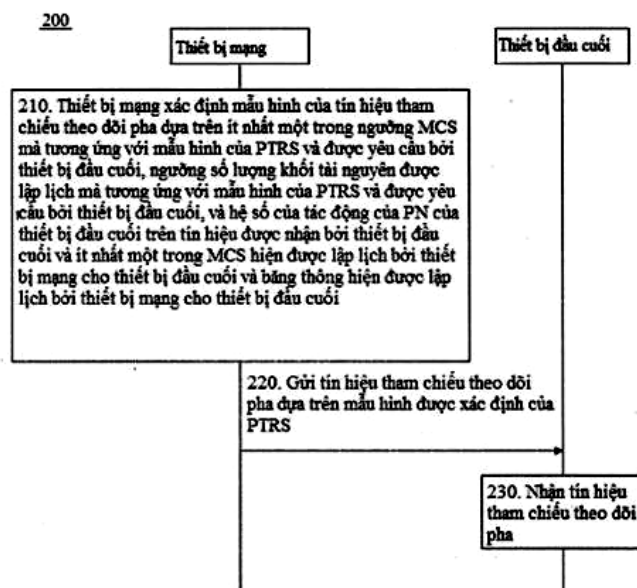 200
Thiết bị mạng
Thiết bị đầu cuối
210. Thiết bị mạng xác định mẫu hình của tín hiệu tham
chiếu theo dõi pha dựa trên ít nhất một trong ngưỡng MCS
mà tương ứng với mẫu hình của PTRS và được yêu cầu bởi
thiết bị đầu cuối, ngưỡng số lượng khối tài nguyên được
lập lịch mà tương ứng với mẫu hình của PTRS và được yêu
cầu bởi thiết bị đầu cuối, và hệ số của tác động của PN của
thiết bị đầu cuối trên tín hiệu được nhận bởi thiết bị đầu
cuối và ít nhất một trong MCS hiện được lập lịch bởi thiết
bị mạng cho thiết bị đầu cuối và băng thông hiện được lập
lịch bởi thiết bị mạng cho thiết bị đầu cuối
220. Gửi tín hiệu tham chiếu theo dõi
pha dựa trên mẫu hình được xác định của
PTRS
230. Nhận tín hiệu
tham chiếu theo dõi
pha